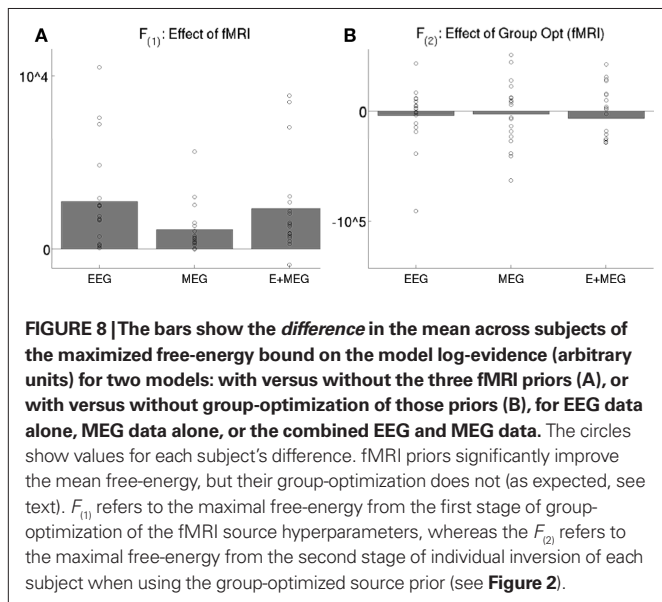 A
F(1): Effect of fMRI
10^4
0
EEG
MEG
E+MEG
B
F(2): Effect of Group Opt (fMRI)
0
-10^5
EEG
MEG
E+MEG
FIGURE 8 | The bars show the difference in the mean across subjects of
the maximized free-energy bound on the model log-evidence (arbitrary
units) for two models: with versus without the three fMRI priors (A), or
with versus without group-optimization of those priors (B), for EEG data
alone, MEG data alone, or the combined EEG and MEG data. The circles
show values for each subject's difference. fMRI priors significantly improve
the mean free-energy, but their group-optimization does not (as expected, see
text). F(1) refers to the maximal free-energy from the first stage of group-
optimization of the fMRI source hyperparameters, whereas the F(2) refers to
the maximal free-energy from the second stage of individual inversion of each
subject when using the group-optimized source prior (see Figure 2).